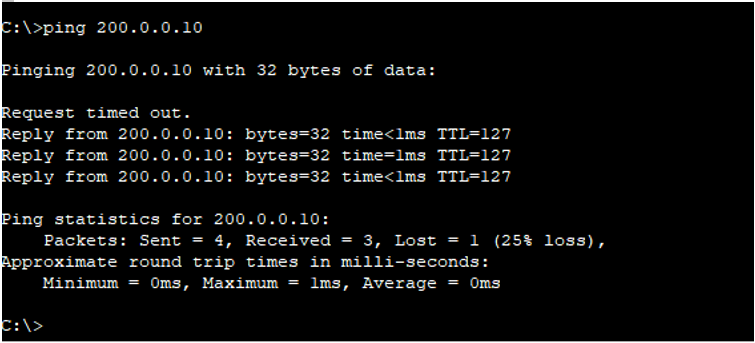 C:\>ping 200.0.0.10
Pinging 200.0.0.10 with 32 bytes of data:
Request timed out.
Reply from 200.0.0.10: bytes=32 time<1ms TTL=127
Reply from 200.0.0.10: bytes=32 time=1ms TTL=127
Reply from 200.0.0.10: bytes=32 time<1ms TTL=127
Ping statistics for 200.0.0.10:
    Packets: Sent = 4, Received = 3, Lost = 1 (25% loss),
Approximate round trip times in milli-seconds:
    Minimum = 0ms, Maximum = 1ms, Average = 0ms
C:\>